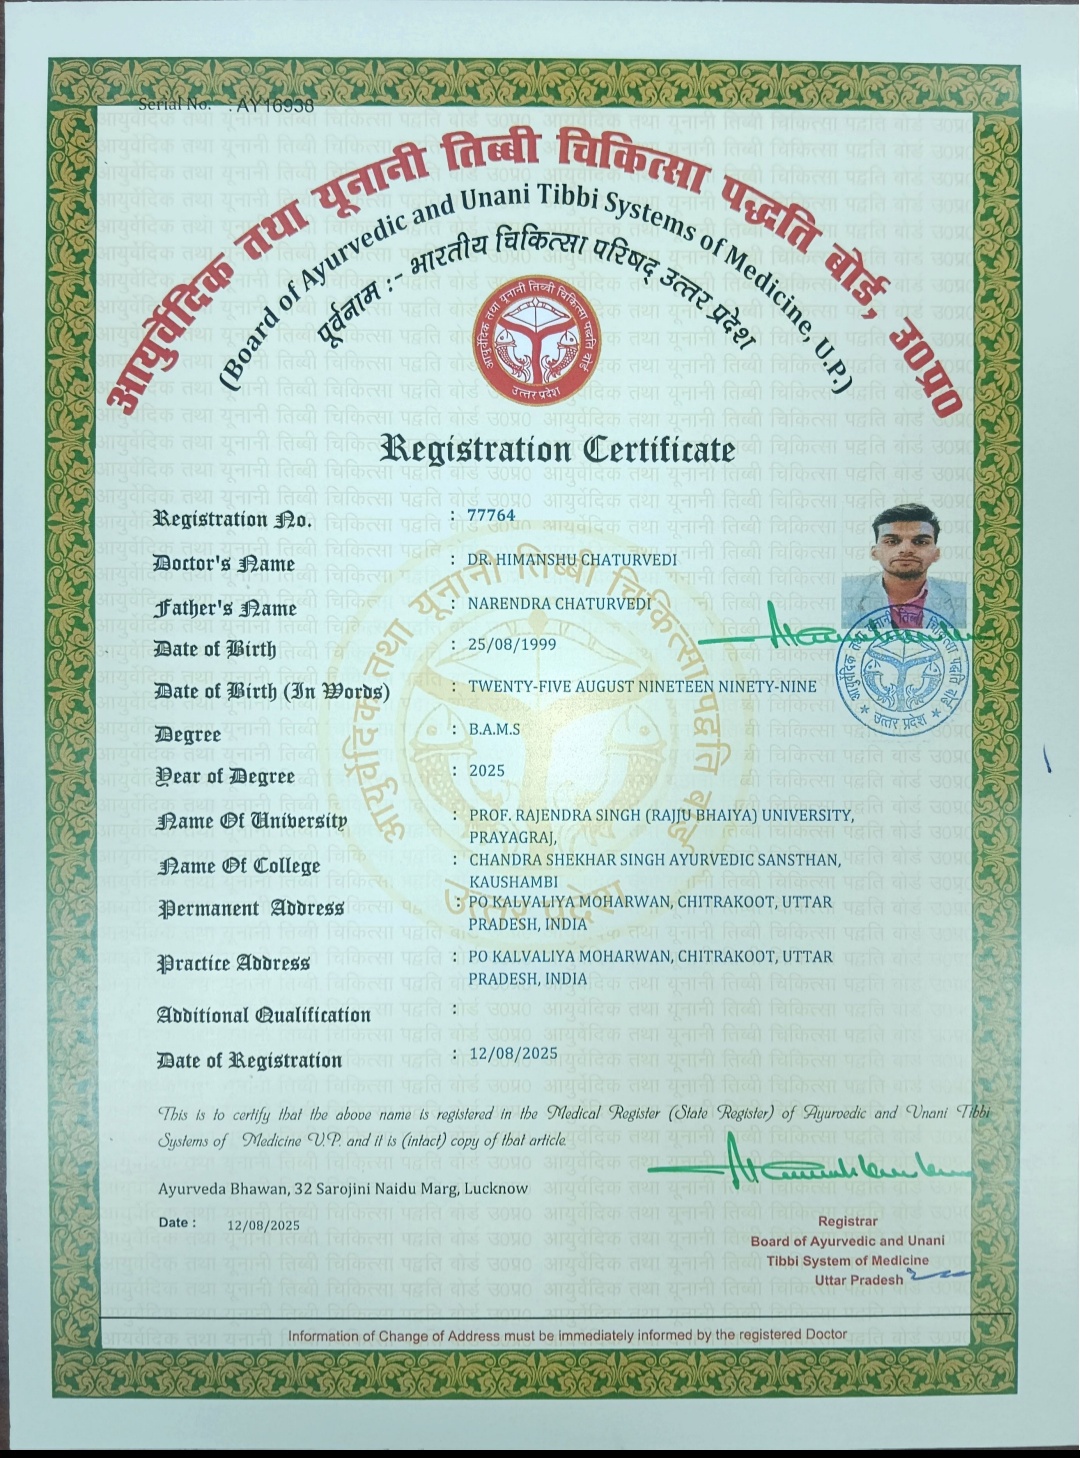 Serial No. : AY16938
आयुर्वेदिक तथा यूनानी तिब्बी चिकित्सा पद्धति बोर्ड, उ0प्र0
(Board of Ayurvedic and Unani Tibbi Systems of Medicine, U.P.)
पूर्वनाम :- भारतीय चिकित्सा परिषद् उत्तर प्रदेश
आयुर्वेदिक तथा यूनानी तिब्बी चिकित्सा पद्धति बोर्ड
उत्तर प्रदेश
Registration Certificate
Registration No. : 77764
Doctor's Name : DR. HIMANSHU CHATURVEDI
Father's Name : NARENDRA CHATURVEDI
Date of Birth : 25/08/1999
Date of Birth (In Words) : TWENTY-FIVE AUGUST NINETEEN NINETY-NINE
Degree : B.A.M.S
Year of Degree : 2025
Name Of University : PROF. RAJENDRA SINGH (RAJJU BHAIYA) UNIVERSITY,
PRAYAGRAJ,
Name Of College : CHANDRA SHEKHAR SINGH AYURVEDIC SANSTHAN,
KAUSHAMBI
Permanent Address : PO KALVALIYA MOHARWAN, CHITRAKOOT, UTTAR
PRADESH, INDIA
Practice Address : PO KALVALIYA MOHARWAN, CHITRAKOOT, UTTAR
PRADESH, INDIA
Additional Qualification :
Date of Registration : 12/08/2025
This is to certify that the above name is registered in the Medical Register (State Register) of Ayurvedic and Unani Tibbi
Systems of Medicine U.P. and it is (intact) copy of that article.
Ayurveda Bhawan, 32 Sarojini Naidu Marg, Lucknow
Date : 12/08/2025
Registrar
Board of Ayurvedic and Unani
Tibbi System of Medicine
Uttar Pradesh
Information of Change of Address must be immediately informed by the registered Doctor